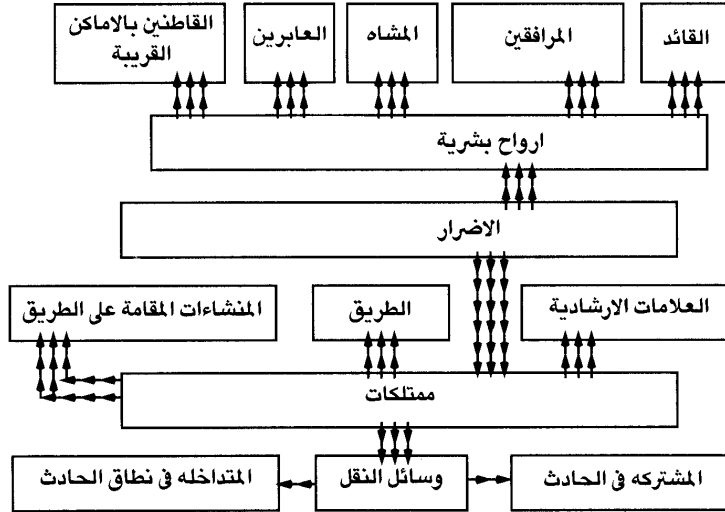 القائد
المرافقين
المشاه
العابرين
القاطنين بالاماكن
القريبة
ارواح بشرية
الاضرار
العلامات الارشادية
الطريق
المنشاءات المقامة على الطريق
ممتلكات
المشتركه فى الحادث
وسائل النقل
المتداخله فى نطاق الحادث